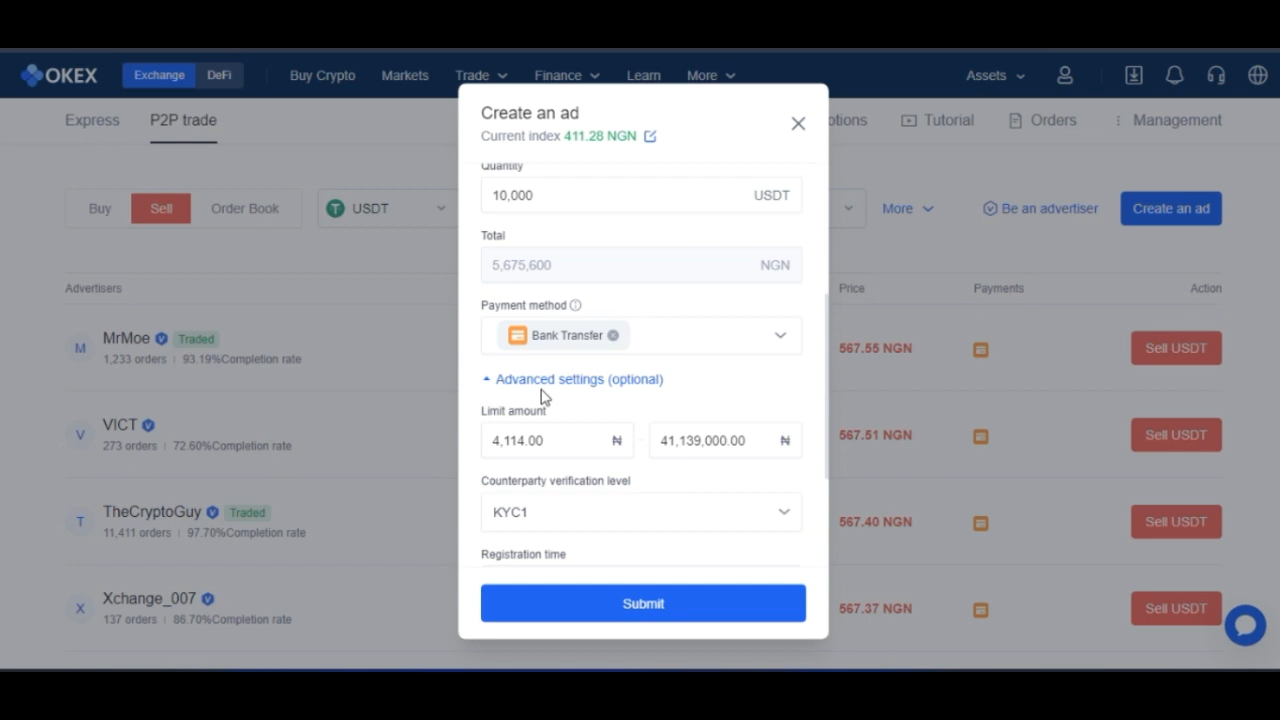 OKEX Exchange DeFi Buy Crypto Markets Trade Finance Learn More Assets
Express P2P trade Tutorial Orders Management
Create an ad
Current index 411.28 NGN
Buy Sell Order Book T USDT More Be an advertiser Create an ad
Quantity
10,000 USDT
Total
5,675,600 NGN
Payment method
Bank Transfer
Advanced settings (optional)
Limit amount
4,114.00 ₦ 41,139,000.00 ₦
Counterparty verification level
KYC1
Registration time
Submit
Advertisers Price Payments Action
M MrMoe Traded
1,233 orders | 93.19%Completion rate
567.55 NGN Sell USDT
V VICT
273 orders | 72.60%Completion rate
567.51 NGN Sell USDT
T TheCryptoGuy Traded
11,411 orders | 97.70%Completion rate
567.40 NGN Sell USDT
X Xchange_007
137 orders | 86.70%Completion rate
567.37 NGN Sell USDT